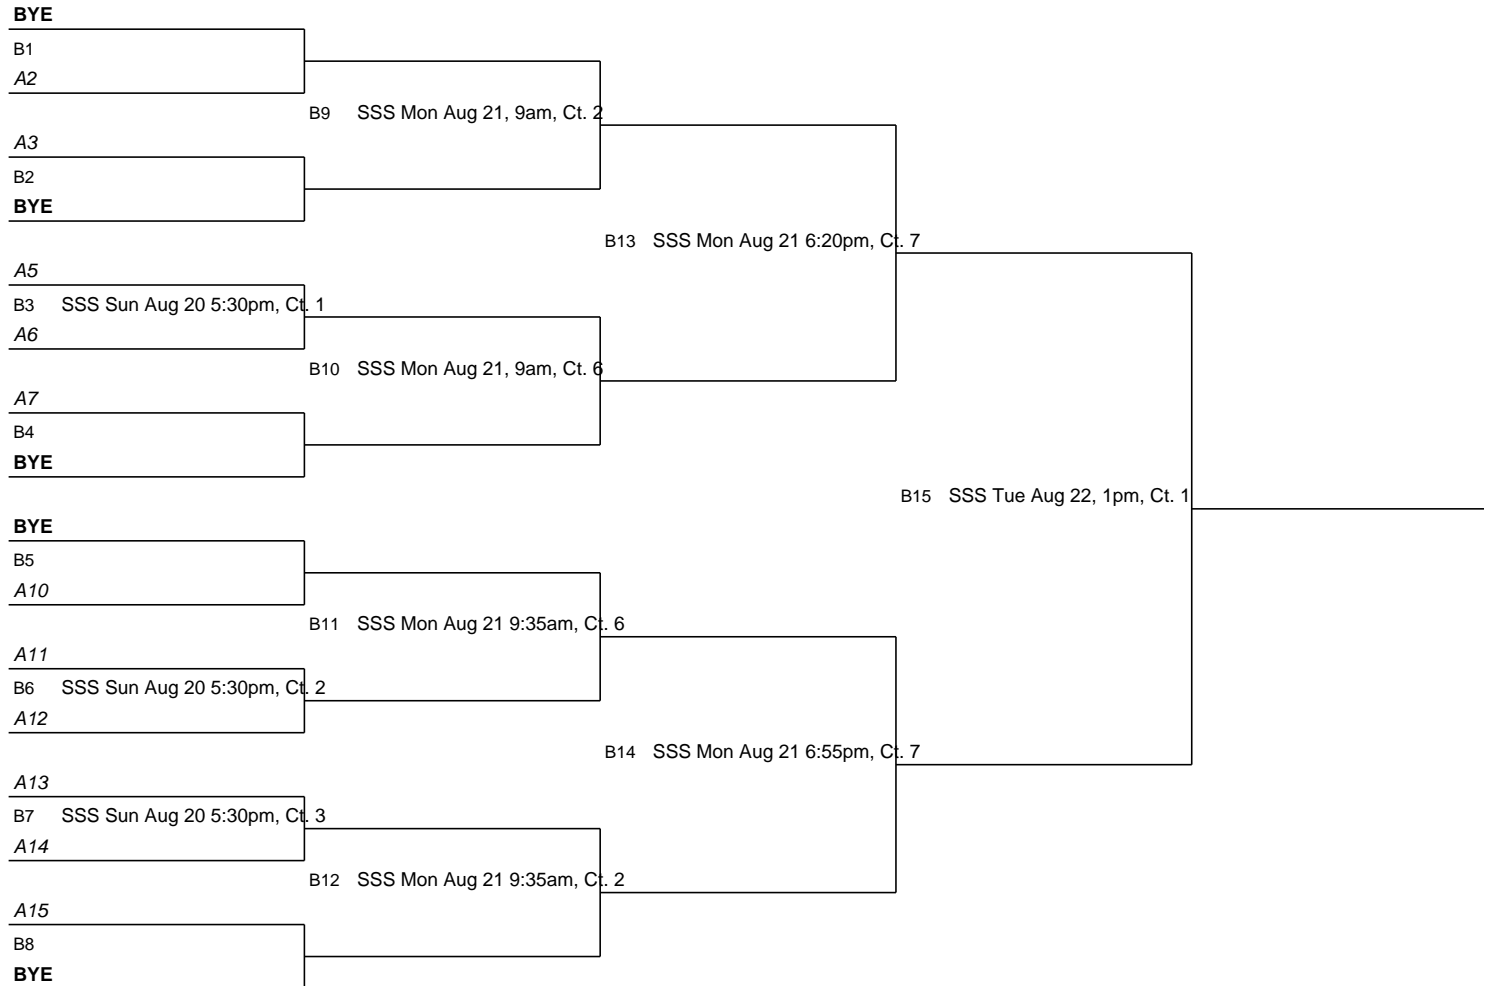 BYE
B1
A2
B9 SSS Mon Aug 21, 9am, Ct. 2
A3
B2
BYE
B13 SSS Mon Aug 21 6:20pm, Ct. 7
A5
B3 SSS Sun Aug 20 5:30pm, Ct. 1
A6
B10 SSS Mon Aug 21, 9am, Ct. 6
A7
B4
BYE
B15 SSS Tue Aug 22, 1pm, Ct. 1
BYE
B5
A10
B11 SSS Mon Aug 21 9:35am, Ct. 6
A11
B6 SSS Sun Aug 20 5:30pm, Ct. 2
A12
B14 SSS Mon Aug 21 6:55pm, Ct. 7
A13
B7 SSS Sun Aug 20 5:30pm, Ct. 3
A14
B12 SSS Mon Aug 21 9:35am, Ct. 2
A15
B8
BYE